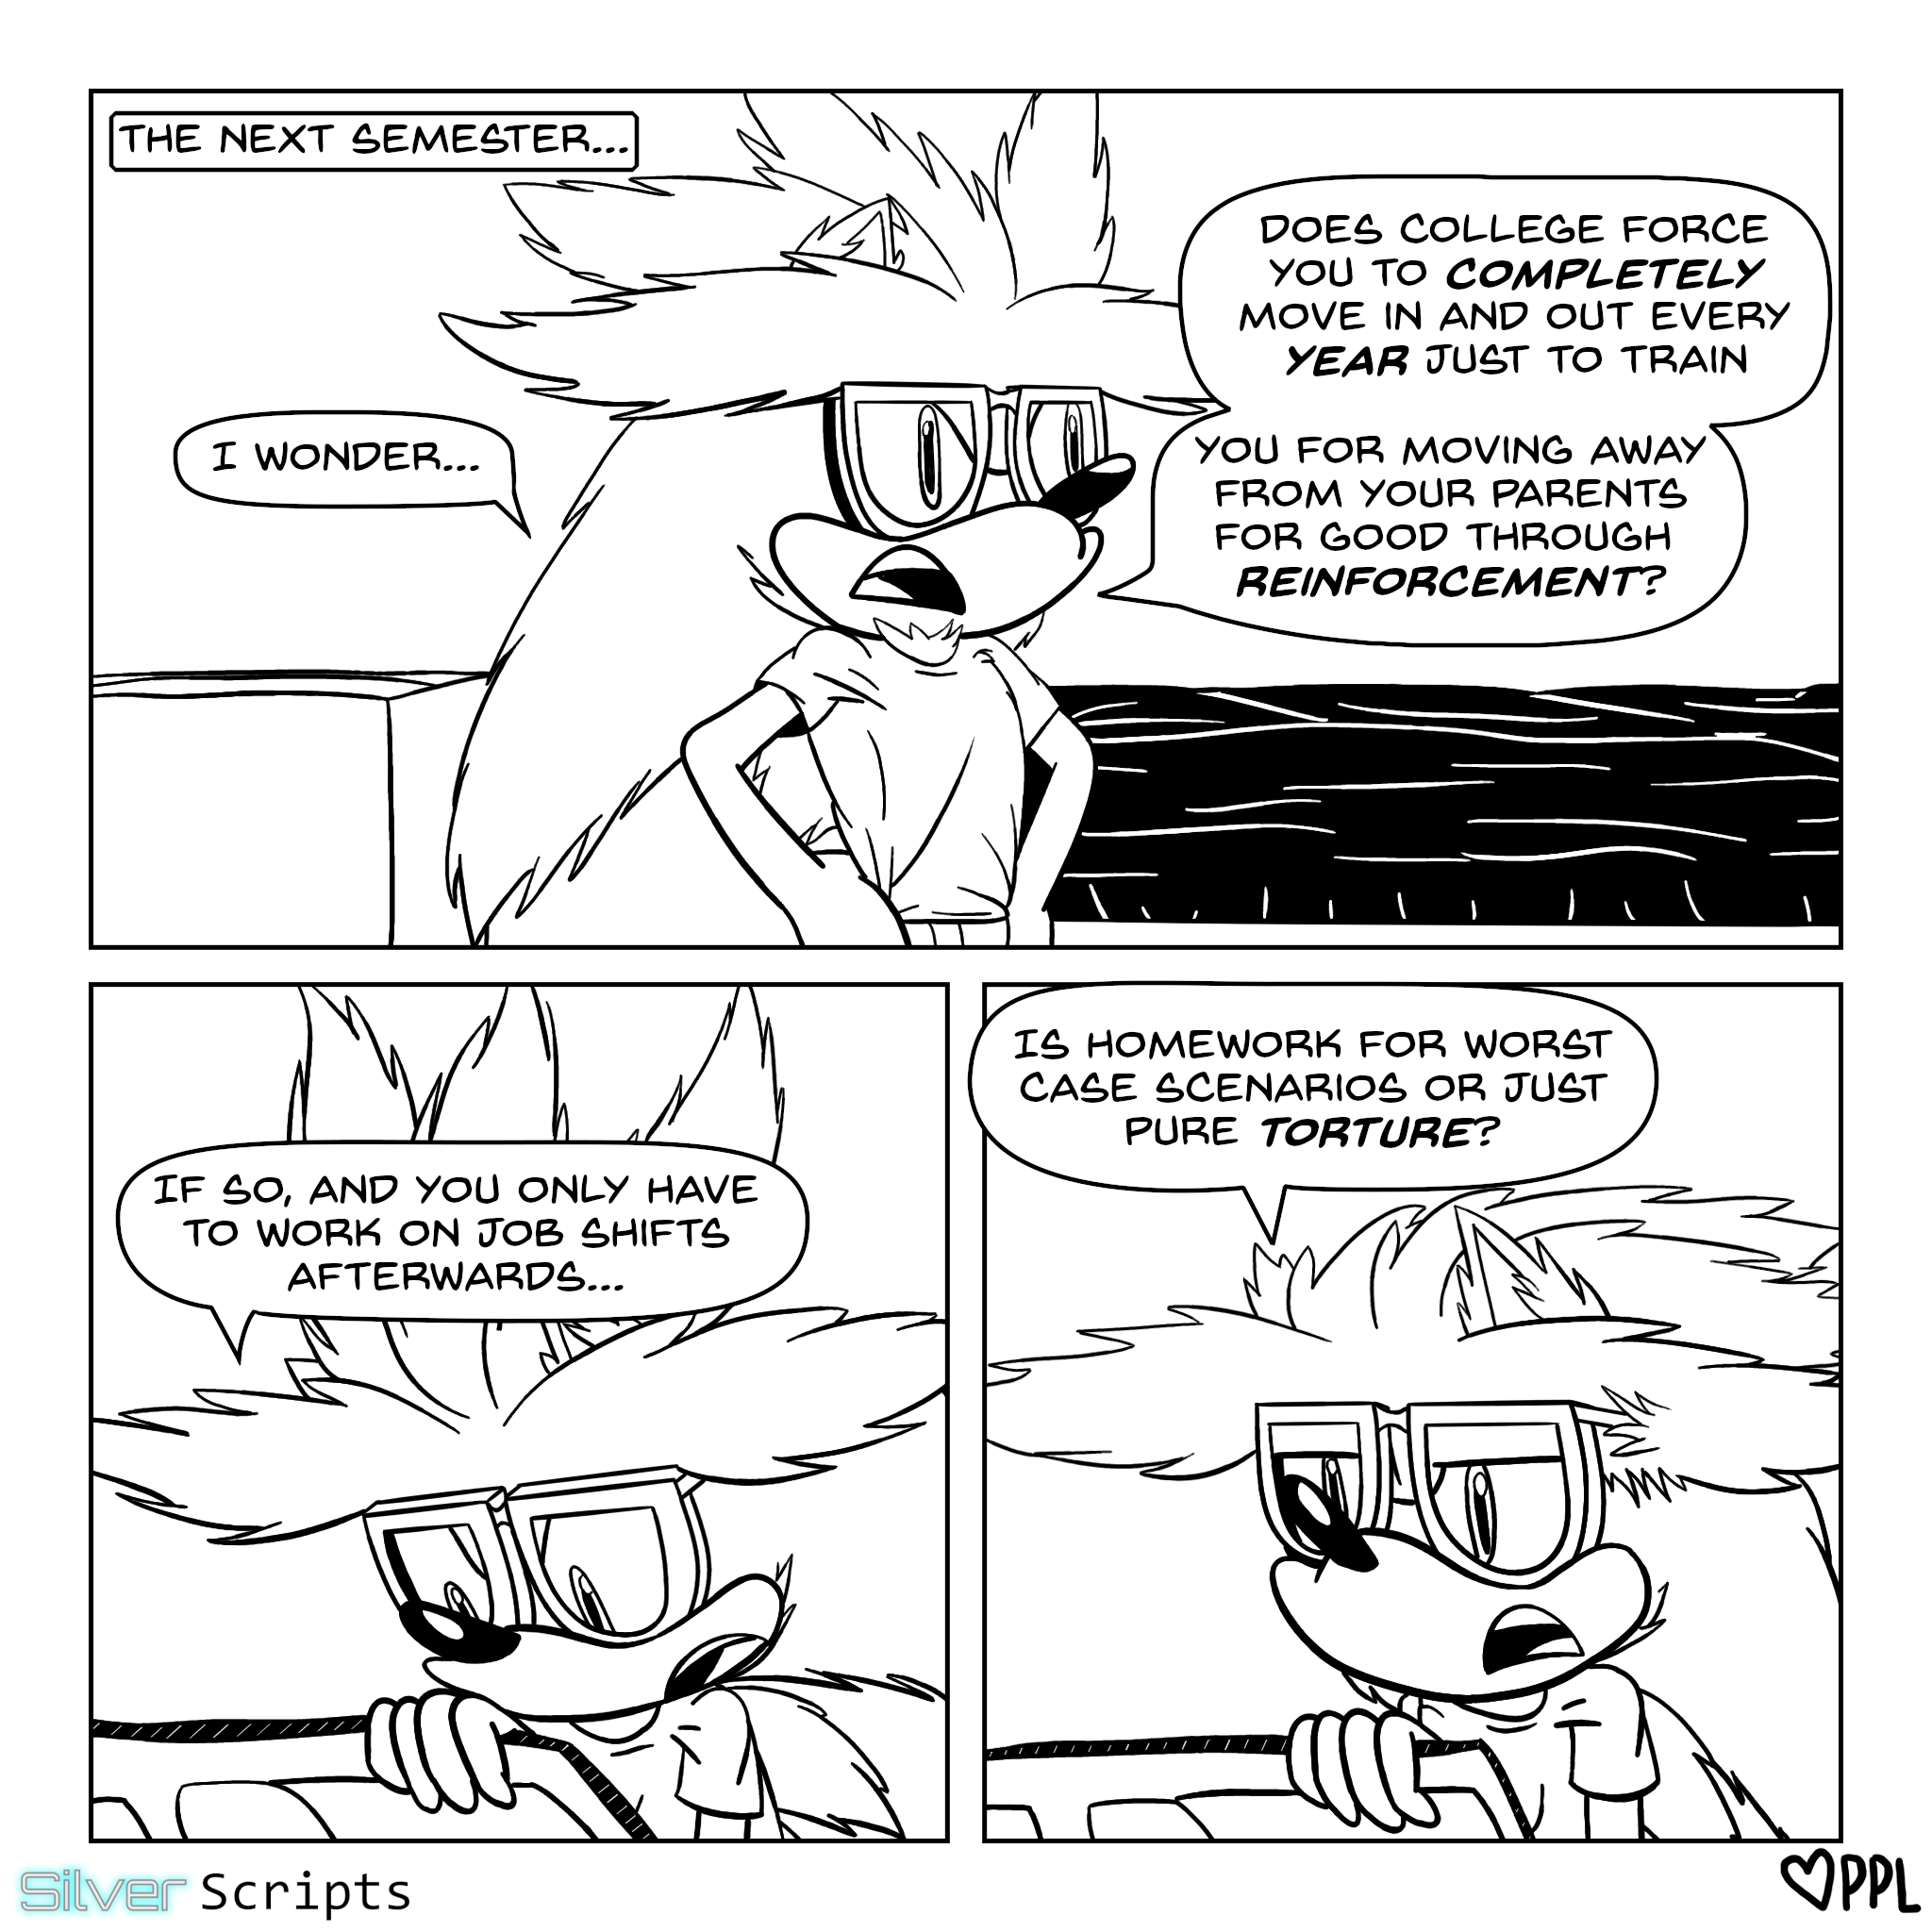 THE NEXT SEMESTER...
I WONDER...
DOES COLLEGE FORCE
YOU TO COMPLETELY
MOVE IN AND OUT EVERY
YEAR JUST TO TRAIN
YOU FOR MOVING AWAY
FROM YOUR PARENTS
FOR GOOD THROUGH
REINFORCEMENT?
IF SO, AND YOU ONLY HAVE
TO WORK ON JOB SHIFTS
AFTERWARDS...
IS HOMEWORK FOR WORST
CASE SCENARIOS OR JUST
PURE TORTURE?
Silver Scripts
♡PPL